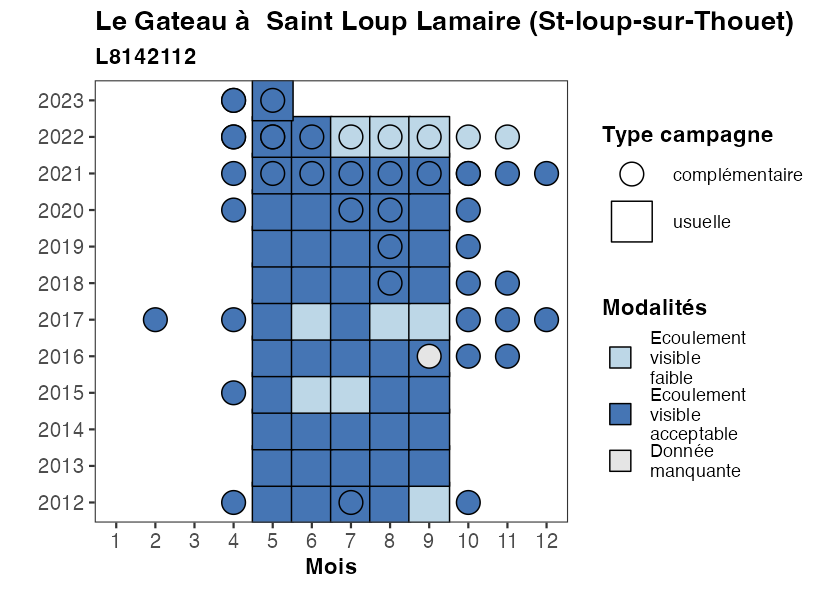 Le Gateau à  Saint Loup Lamaire (St-loup-sur-Thouet)
L8142112
2023
2022
2021
2020
2019
2018
2017
2016
2015
2014
2013
2012
1 2 3 4 5 6 7 8 9 10 11 12
Mois
Type campagne
complémentaire
usuelle
Modalités
Ecoulement
visible
faible
Ecoulement
visible
acceptable
Donnée
manquante